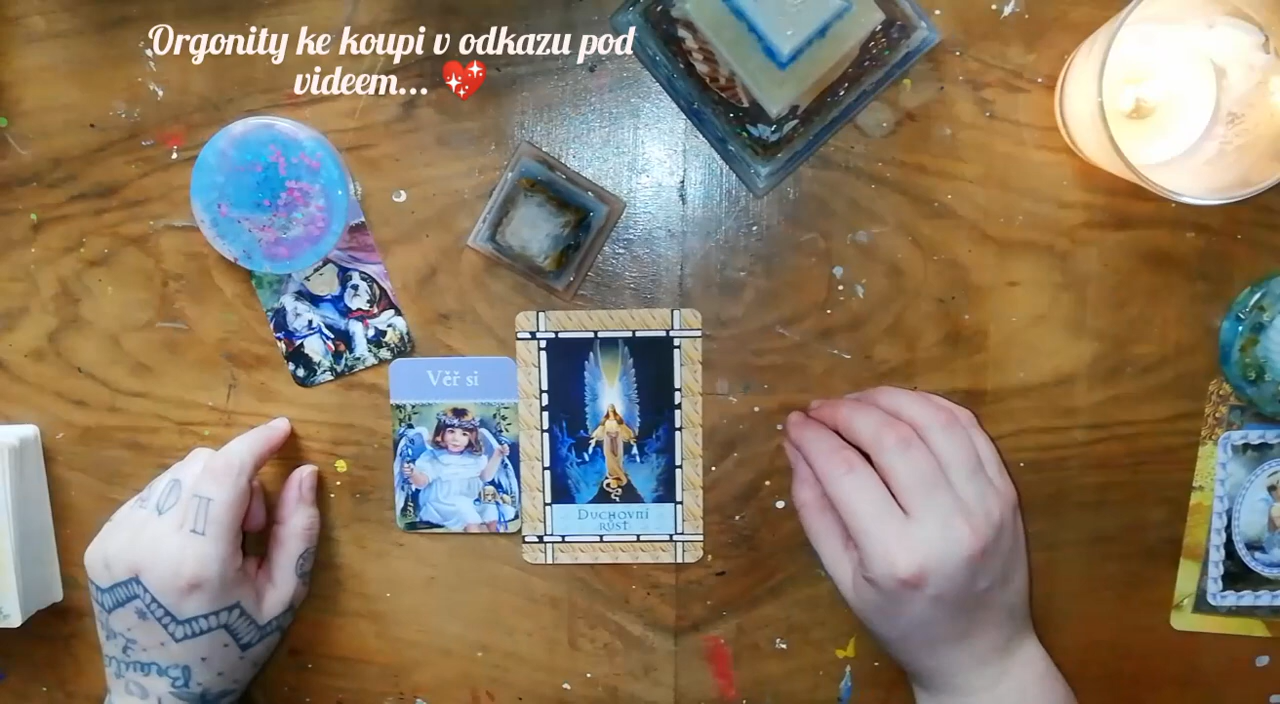 Orgonity ke koupi v odkazu pod
videem... 💖
Věř si
Duchovní
růst